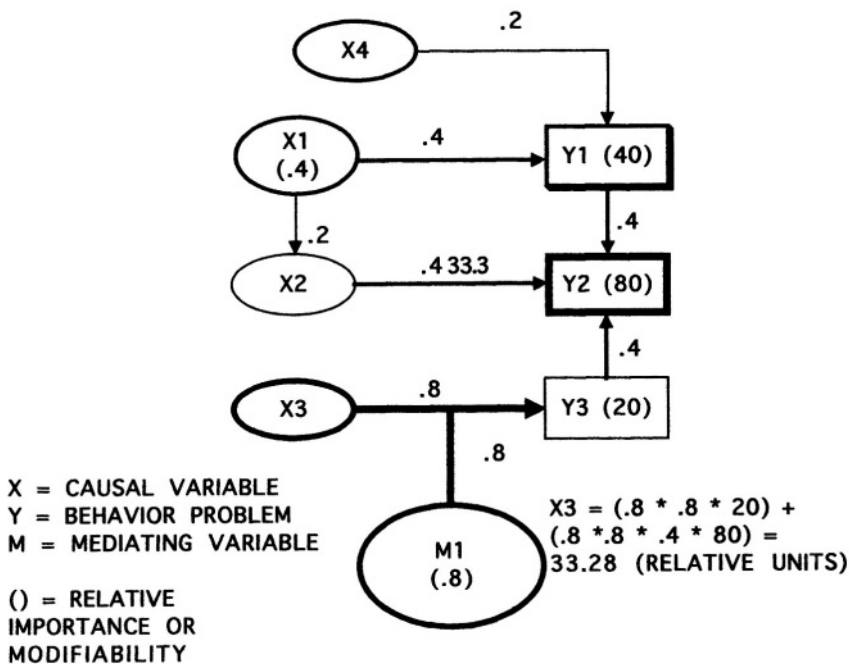 .2
X4
X1
(.4)
.4
Y1 (40)
.2
.4
X2
.4 33.3
Y2 (80)
.4
X3
.8
Y3 (20)
.8
X = CAUSAL VARIABLE
Y = BEHAVIOR PROBLEM
M = MEDIATING VARIABLE
() = RELATIVE
IMPORTANCE OR
MODIFIABILITY
M1
(.8)
X3 = (.8 * .8 * 20) +
(.8 *.8 * .4 * 80) =
33.28 (RELATIVE UNITS)